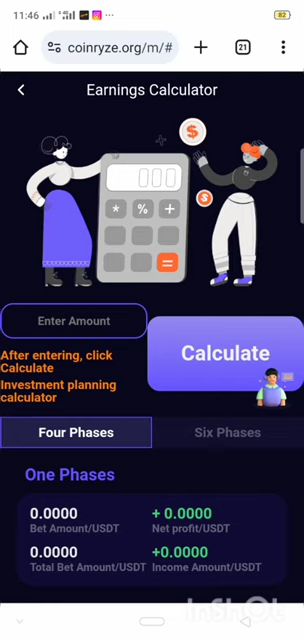 11:46
82
coinryze.org/m/#
21
Earnings Calculator
$
000
$
* % +
=
Enter Amount
Calculate
After entering, click
Calculate
Investment planning
calculator
Four Phases Six Phases
One Phases
0.0000 + 0.0000
Bet Amount/USDT Net profit/USDT
0.0000 +0.0000
Total Bet Amount/USDT Income Amount/USDT
InShOt